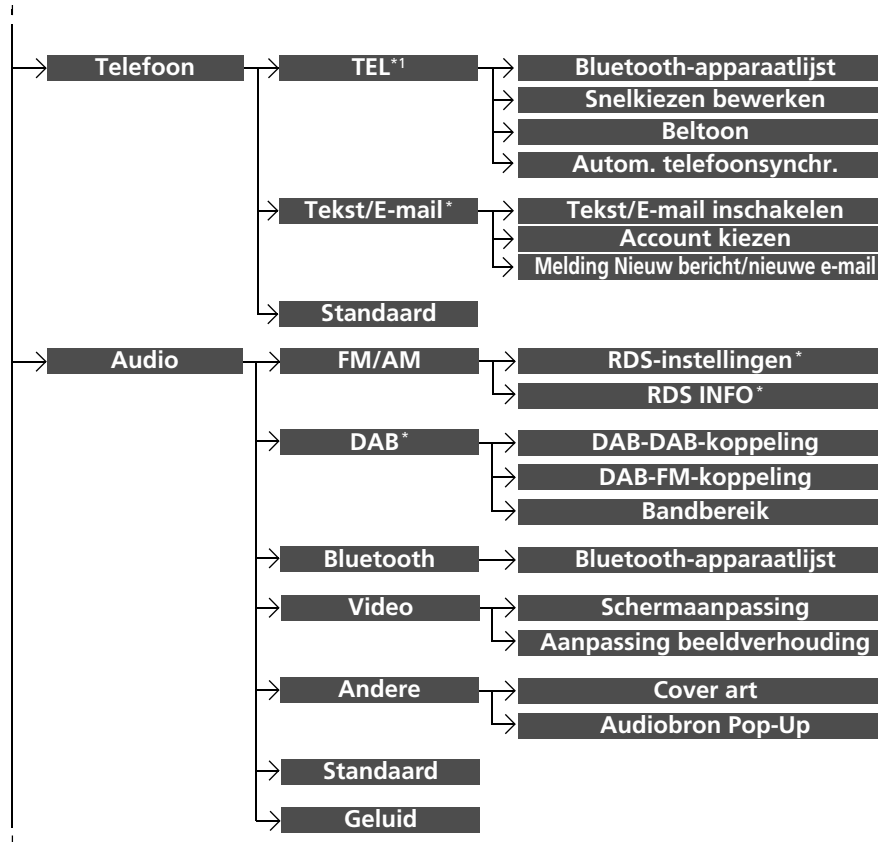 Telefoon TEL*1 Bluetooth-apparaatlijst
Snelkiezen bewerken
Beltoon
Autom. telefoonsynchr.
Tekst/E-mail* Tekst/E-mail inschakelen
Account kiezen
Melding Nieuw bericht/nieuwe e-mail
Standaard
Audio FM/AM RDS-instellingen*
RDS INFO*
DAB* DAB-DAB-koppeling
DAB-FM-koppeling
Bandbereik
Bluetooth Bluetooth-apparaatlijst
Video Schermaanpassing
Aanpassing beeldverhouding
Andere Cover art
Audiobron Pop-Up
Standaard
Geluid